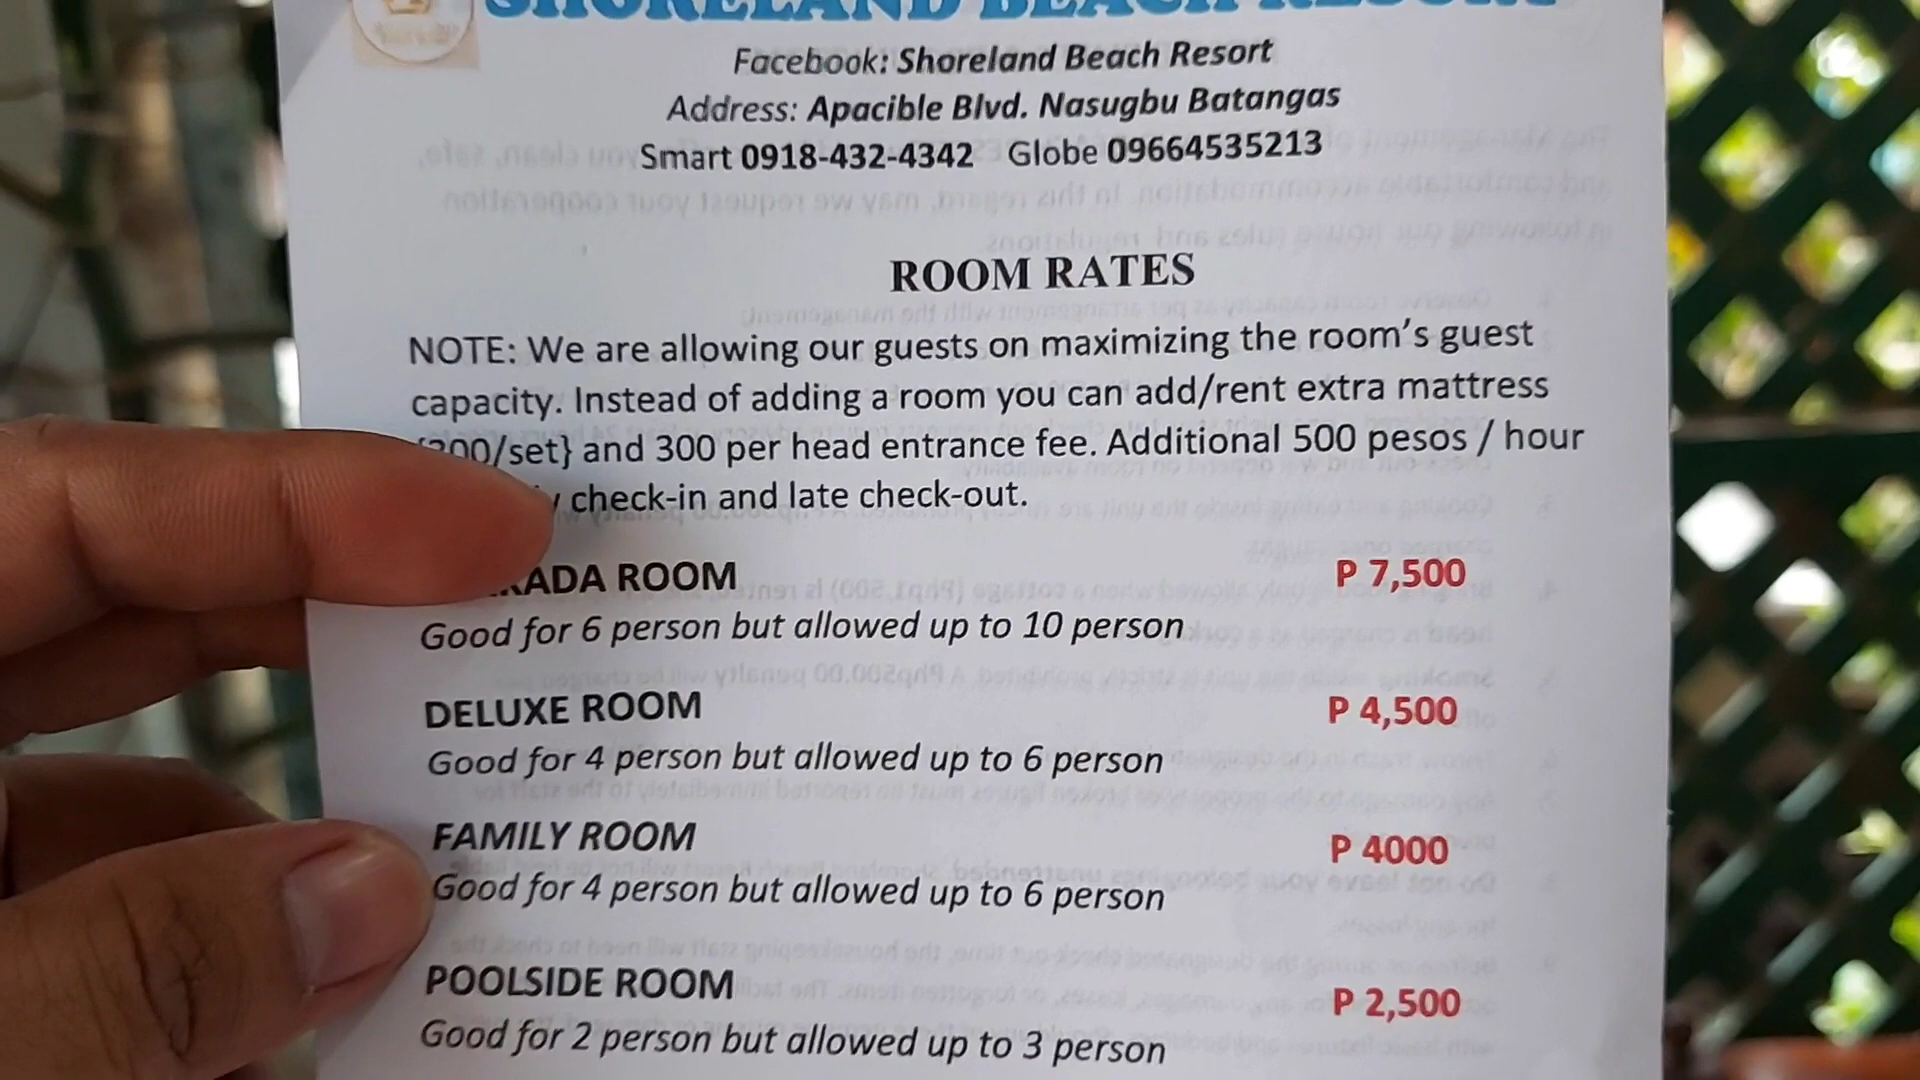 SHORELAND BEACH RESORT
Facebook: Shoreland Beach Resort
Address: Apacible Blvd. Nasugbu Batangas
Smart 0918-432-4342 Globe 09664535213
ROOM RATES
NOTE: We are allowing our guests on maximizing the room's guest
capacity. Instead of adding a room you can add/rent extra mattress
/set} and 300 per head entrance fee. Additional 500 pesos / hour
check-in and late check-out.
ADA ROOM P 7,500
Good for 6 person but allowed up to 10 person
DELUXE ROOM P 4,500
Good for 4 person but allowed up to 6 person
FAMILY ROOM P 4000
Good for 4 person but allowed up to 6 person
POOLSIDE ROOM P 2,500
Good for 2 person but allowed up to 3 person